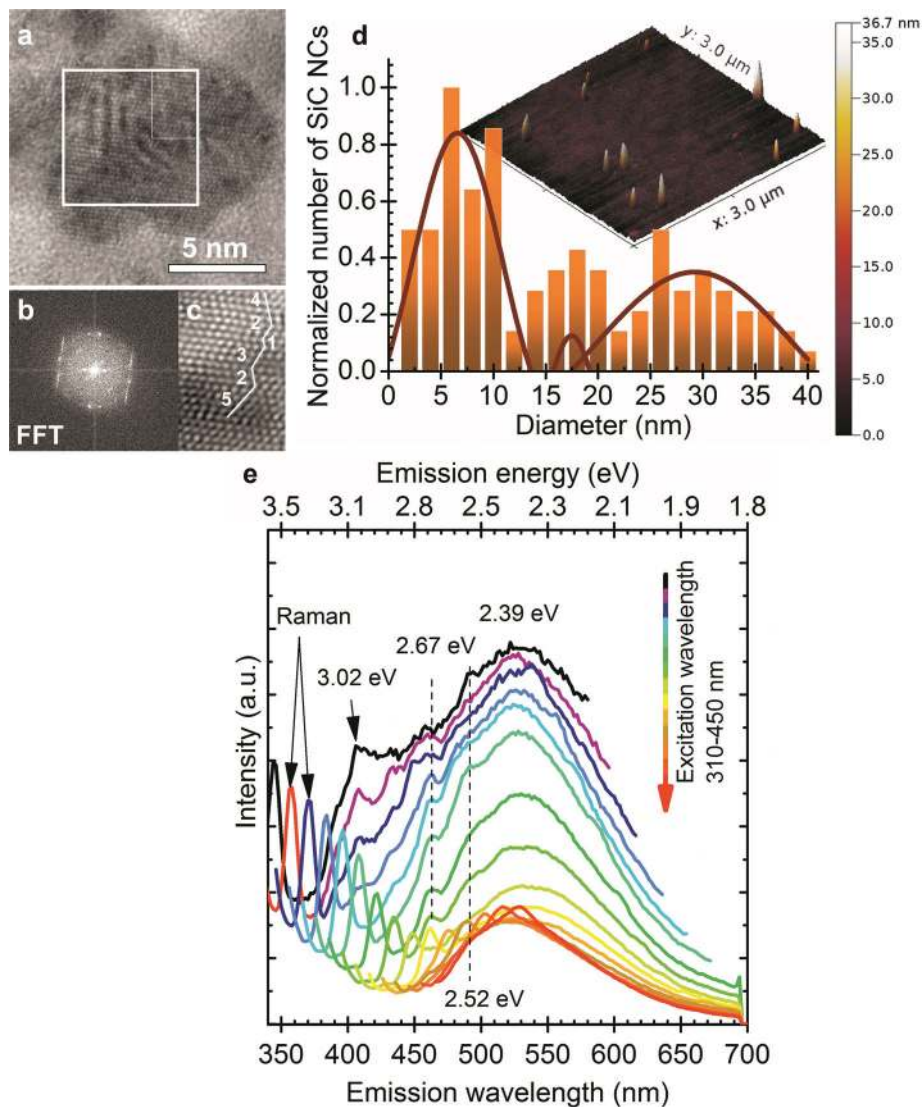 a
5 nm
b
FFT
c
4
2
1
3
2
5
d
Normalized number of SiC NCs
1.0
0.8
0.6
0.4
0.2
0.0
0 5 10 15 20 25 30 35 40
Diameter (nm)
y: 3.0 µm
x: 3.0 µm
36.7 nm
35.0
30.0
25.0
20.0
15.0
10.0
5.0
0.0
e
Emission energy (eV)
3.5 3.1 2.8 2.5 2.3 2.1 1.9 1.8
Raman
3.02 eV
2.67 eV
2.39 eV
2.52 eV
Excitation wavelength
310-450 nm
Intensity (a.u.)
350 400 450 500 550 600 650 700
Emission wavelength (nm)